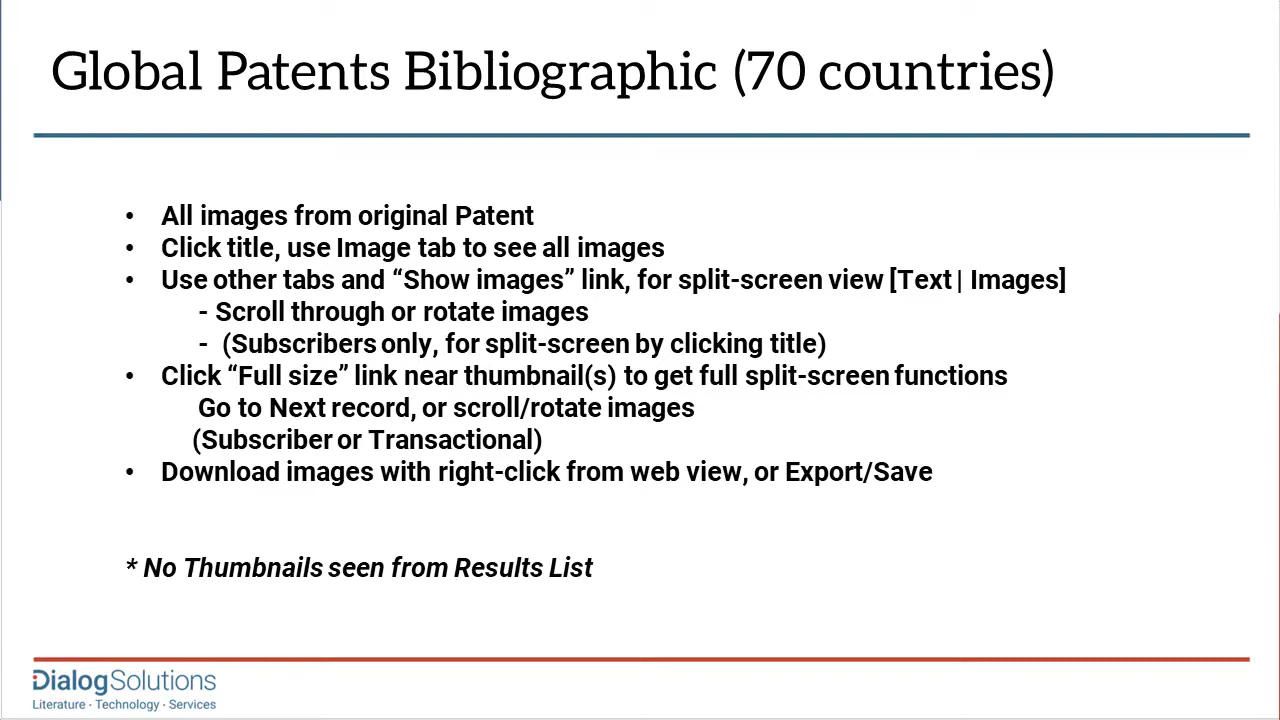 Global Patents Bibliographic (70 countries)
• All images from original Patent
• Click title, use Image tab to see all images
• Use other tabs and “Show images” link, for split-screen view [Text | Images]
- Scroll through or rotate images
- (Subscribers only, for split-screen by clicking title)
• Click “Full size” link near thumbnail(s) to get full split-screen functions
Go to Next record, or scroll/rotate images
(Subscriber or Transactional)
• Download images with right-click from web view, or Export/Save
* No Thumbnails seen from Results List
DialogSolutions
Literature · Technology · Services